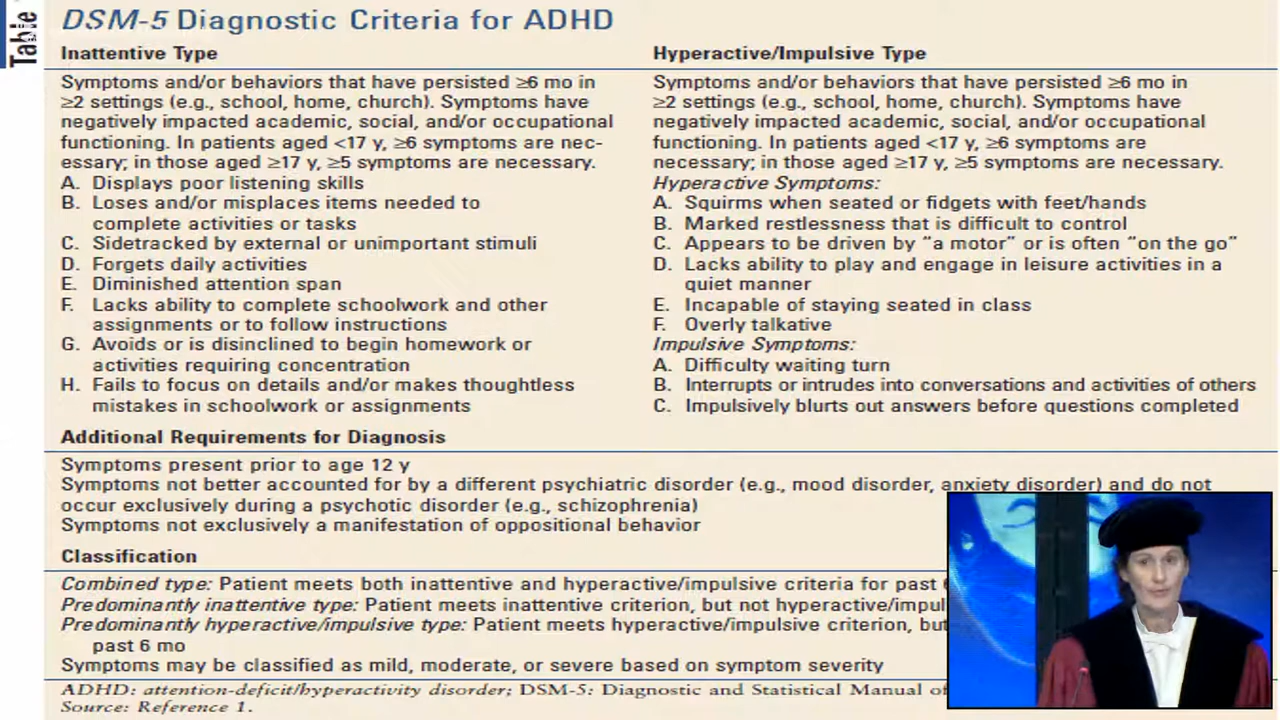 Table
DSM-5 Diagnostic Criteria for ADHD
Inattentive Type
Symptoms and/or behaviors that have persisted ≥6 mo in
≥2 settings (e.g., school, home, church). Symptoms have
negatively impacted academic, social, and/or occupational
functioning. In patients aged <17 y, ≥6 symptoms are nec-
essary; in those aged ≥17 y, ≥5 symptoms are necessary.
A. Displays poor listening skills
B. Loses and/or misplaces items needed to
complete activities or tasks
C. Sidetracked by external or unimportant stimuli
D. Forgets daily activities
E. Diminished attention span
F. Lacks ability to complete schoolwork and other
assignments or to follow instructions
G. Avoids or is disinclined to begin homework or
activities requiring concentration
H. Fails to focus on details and/or makes thoughtless
mistakes in schoolwork or assignments
Hyperactive/Impulsive Type
Symptoms and/or behaviors that have persisted ≥6 mo in
≥2 settings (e.g., school, home, church). Symptoms have
negatively impacted academic, social, and/or occupational
functioning. In patients aged <17 y, ≥6 symptoms are
necessary; in those aged ≥17 y, ≥5 symptoms are necessary.
Hyperactive Symptoms:
A. Squirms when seated or fidgets with feet/hands
B. Marked restlessness that is difficult to control
C. Appears to be driven by “a motor” or is often “on the go”
D. Lacks ability to play and engage in leisure activities in a
quiet manner
E. Incapable of staying seated in class
F. Overly talkative
Impulsive Symptoms:
A. Difficulty waiting turn
B. Interrupts or intrudes into conversations and activities of others
C. Impulsively blurts out answers before questions completed
Additional Requirements for Diagnosis
Symptoms present prior to age 12 y
Symptoms not better accounted for by a different psychiatric disorder (e.g., mood disorder, anxiety disorder) and do not
occur exclusively during a psychotic disorder (e.g., schizophrenia)
Symptoms not exclusively a manifestation of oppositional behavior
Classification
Combined type: Patient meets both inattentive and hyperactive/impulsive criteria for past
Predominantly inattentive type: Patient meets inattentive criterion, but not hyperactive/impul
Predominantly hyperactive/impulsive type: Patient meets hyperactive/impulsive criterion, but
past 6 mo
Symptoms may be classified as mild, moderate, or severe based on symptom severity
ADHD: attention-deficit/hyperactivity disorder; DSM-5: Diagnostic and Statistical Manual of
Source: Reference 1.